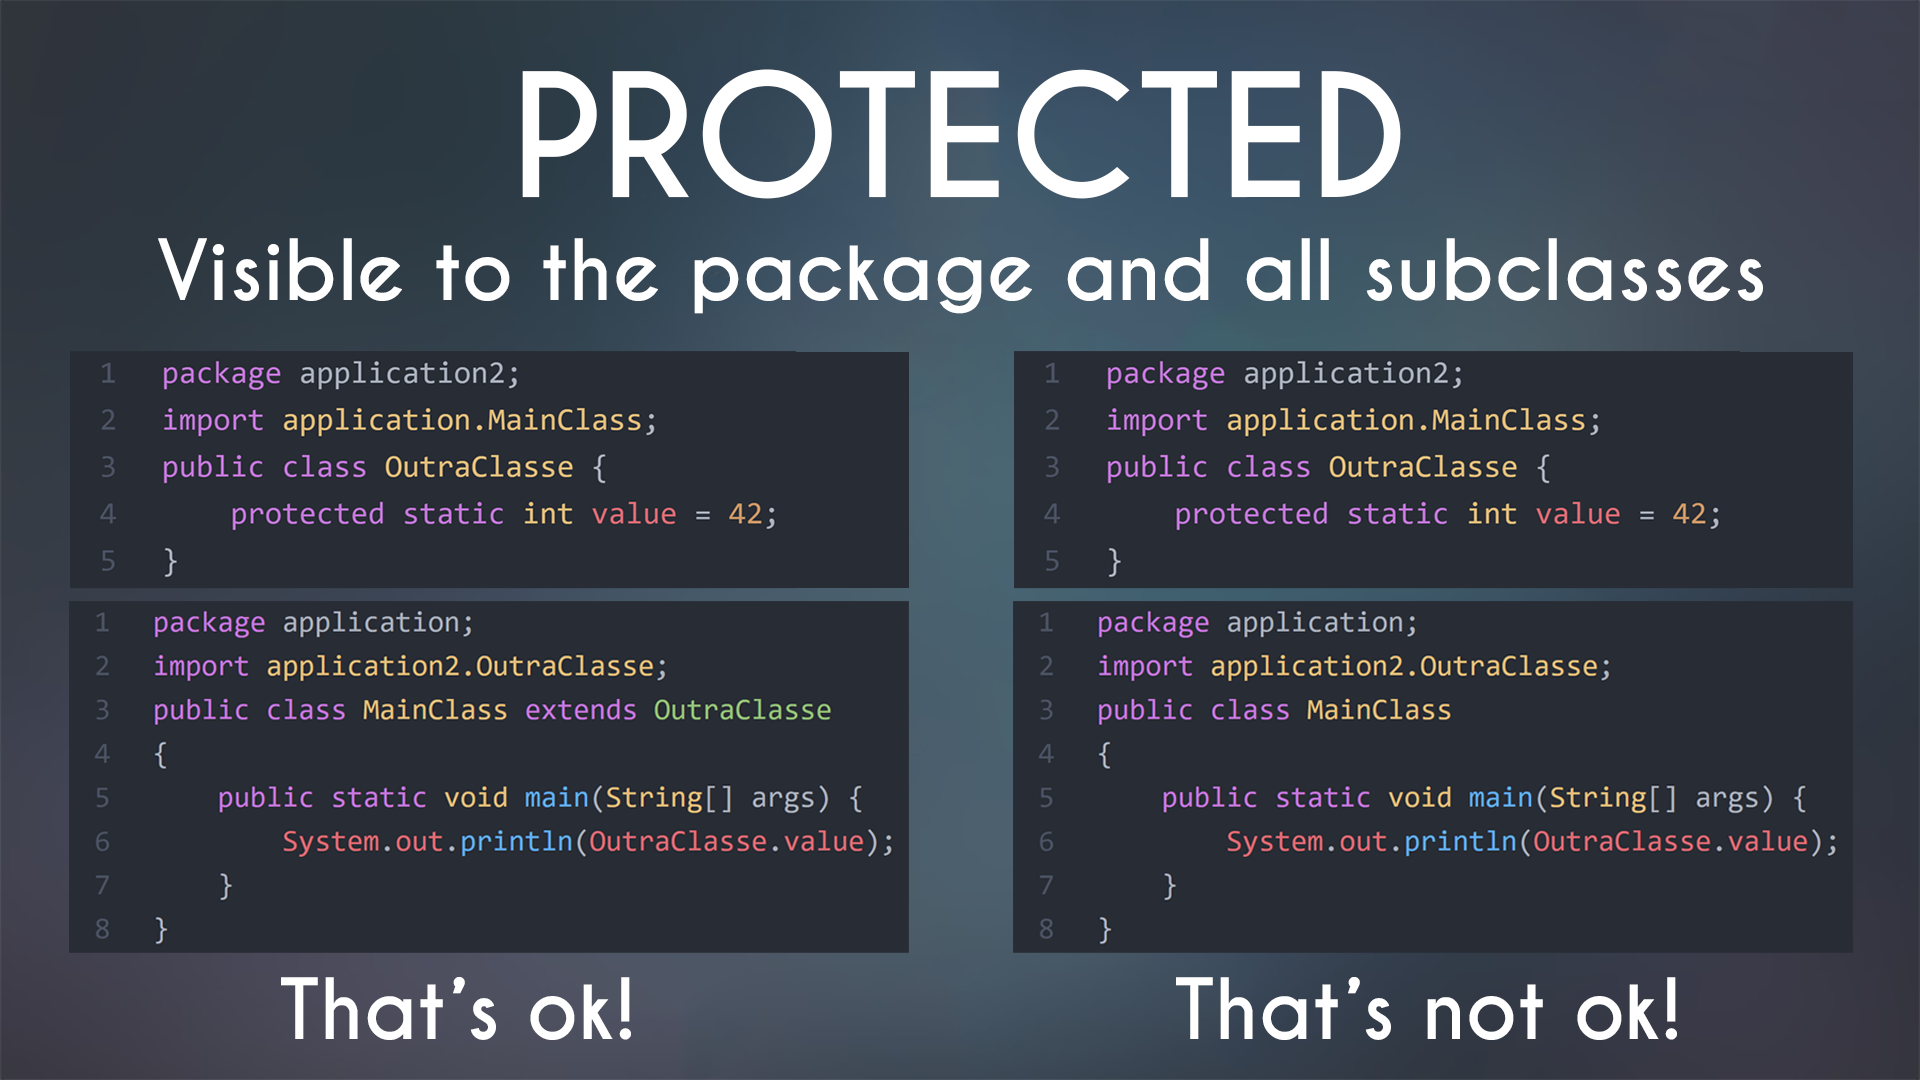 PROTECTED
Visible to the package and all subclasses
1 package application2;
2 import application.MainClass;
3 public class OutraClasse {
4     protected static int value = 42;
5 }
1 package application;
2 import application2.OutraClasse;
3 public class MainClass extends OutraClasse
4 {
5     public static void main(String[] args) {
6         System.out.println(OutraClasse.value);
7     }
8 }
That's ok!
1 package application2;
2 import application.MainClass;
3 public class OutraClasse {
4     protected static int value = 42;
5 }
1 package application;
2 import application2.OutraClasse;
3 public class MainClass
4 {
5     public static void main(String[] args) {
6         System.out.println(OutraClasse.value);
7     }
8 }
That's not ok!